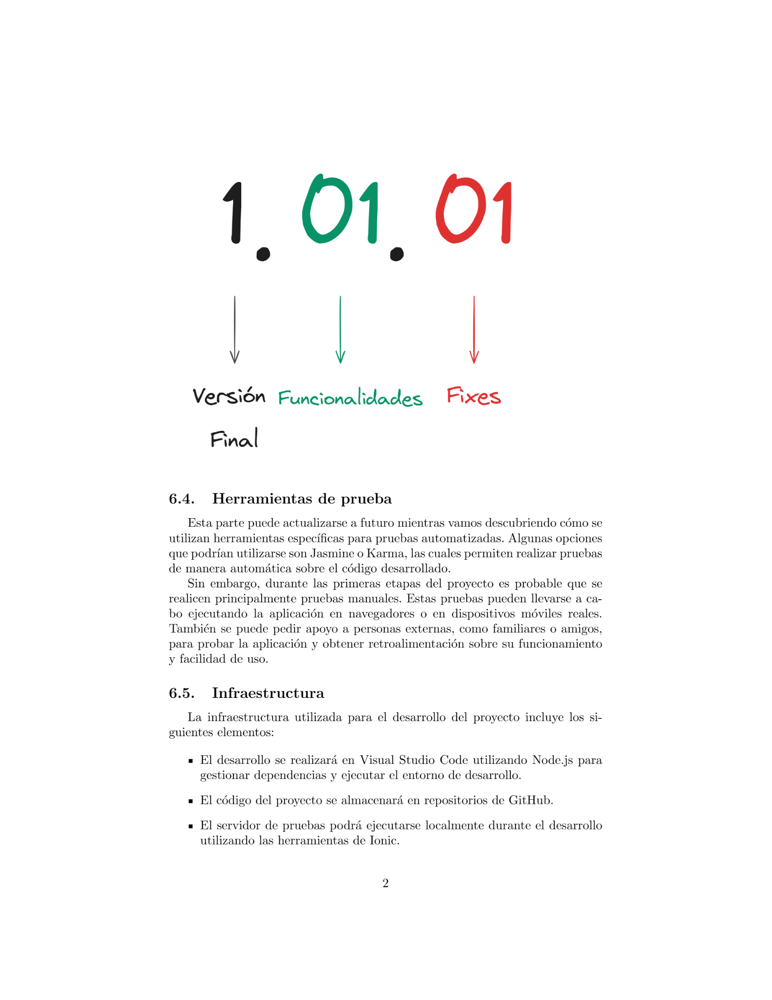 1.01.01
Versión Funcionalidades Fixes
Final
6.4. Herramientas de prueba
Esta parte puede actualizarse a futuro mientras vamos descubriendo cómo se
utilizan herramientas específicas para pruebas automatizadas. Algunas opciones
que podrían utilizarse son Jasmine o Karma, las cuales permiten realizar pruebas
de manera automática sobre el código desarrollado.
Sin embargo, durante las primeras etapas del proyecto es probable que se
realicen principalmente pruebas manuales. Estas pruebas pueden llevarse a ca-
bo ejecutando la aplicación en navegadores o en dispositivos móviles reales.
También se puede pedir apoyo a personas externas, como familiares o amigos,
para probar la aplicación y obtener retroalimentación sobre su funcionamiento
y facilidad de uso.
6.5. Infraestructura
La infraestructura utilizada para el desarrollo del proyecto incluye los si-
guientes elementos:
▪ El desarrollo se realizará en Visual Studio Code utilizando Node.js para
gestionar dependencias y ejecutar el entorno de desarrollo.
▪ El código del proyecto se almacenará en repositorios de GitHub.
▪ El servidor de pruebas podrá ejecutarse localmente durante el desarrollo
utilizando las herramientas de Ionic.
2